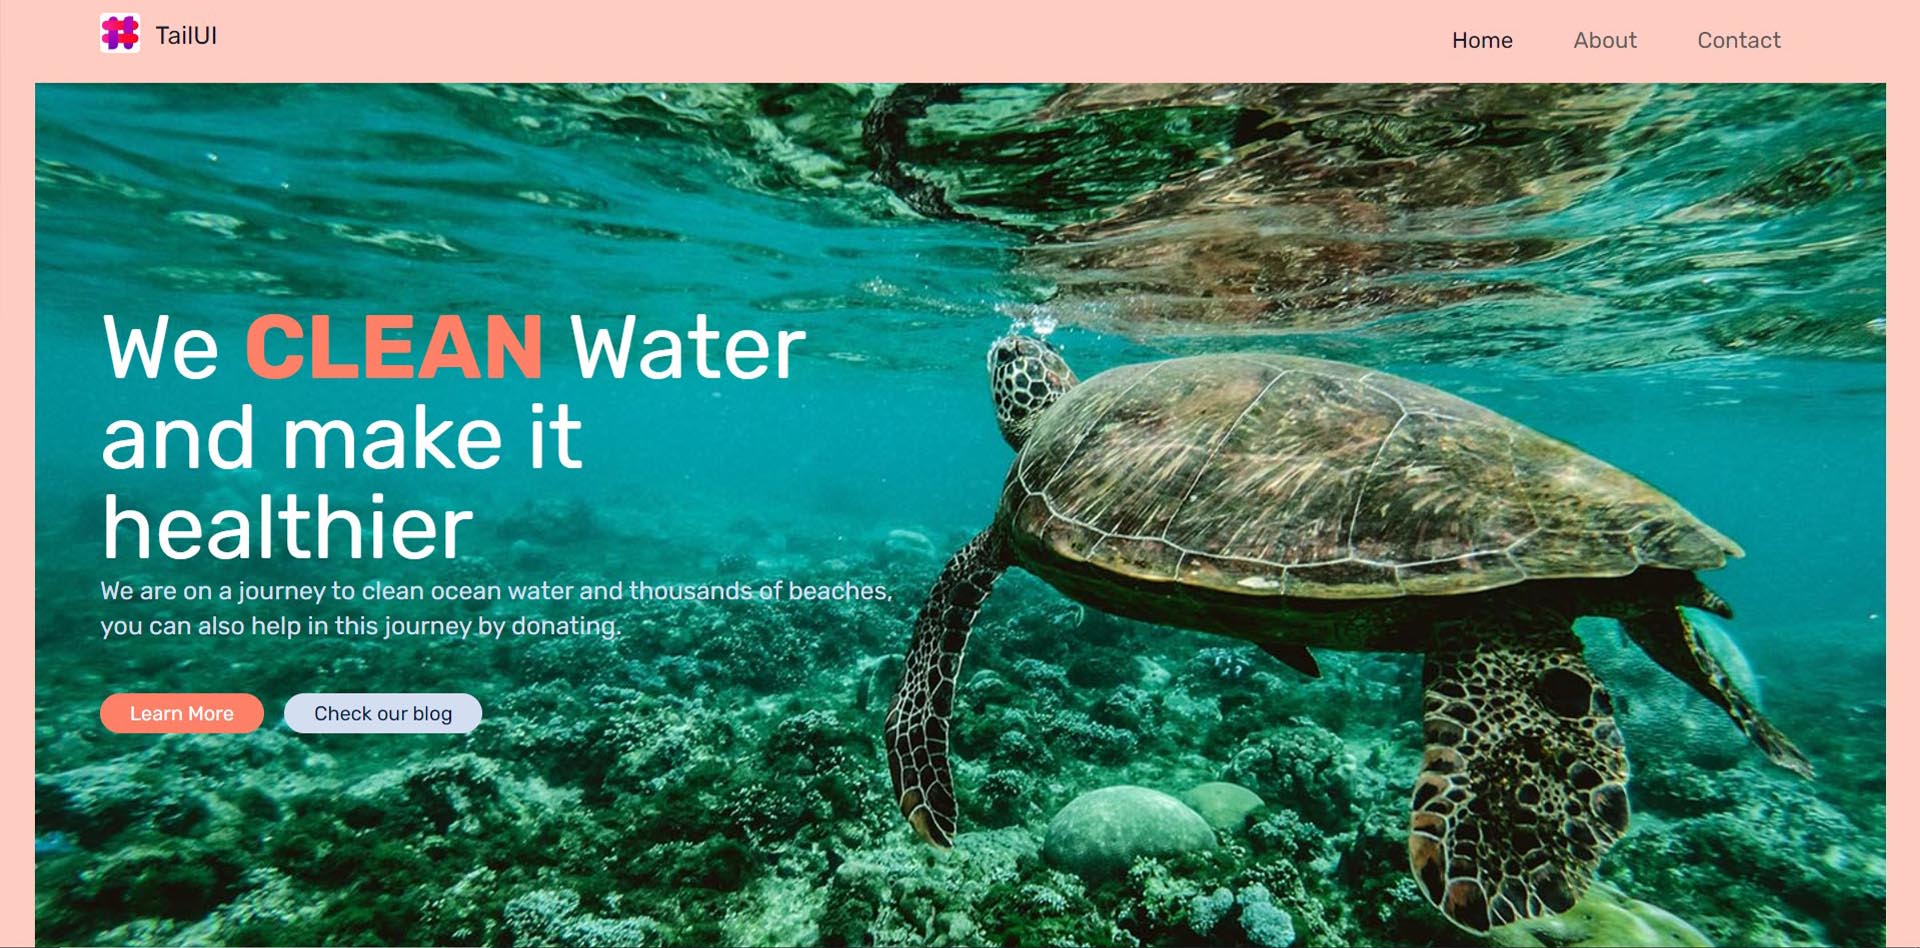 TailUI
Home About Contact
We CLEAN Water
and make it
healthier
We are on a journey to clean ocean water and thousands of beaches,
you can also help in this journey by donating.
Learn More Check our blog